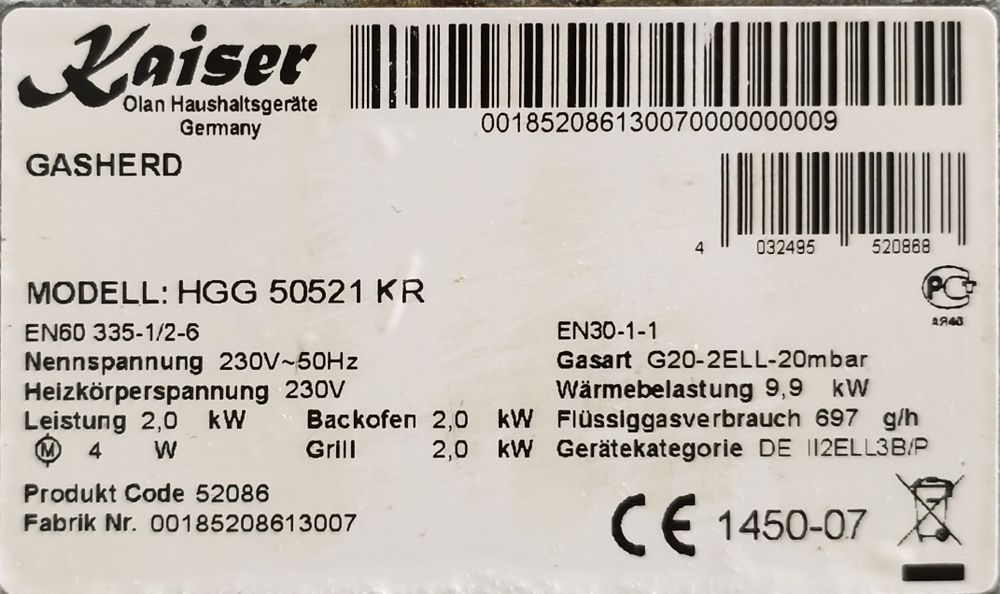 Kaiser
Olan Haushaltsgeräte
Germany
001852086130070000000009
GASHERD
4 032495 520868
MODELL: HGG 50521 KR
EN60 335-1/2-6
Nennspannung 230V~50Hz
Heizkörperspannung 230V
Leistung 2,0 kW Backofen 2,0 kW
M 4 W Grill 2,0 kW
EN30-1-1
Gasart G20-2ELL-20mbar
Wärmebelastung 9,9 kW
Flüssiggasverbrauch 697 g/h
Gerätekategorie DE II2ELL3B/P
Produkt Code 52086
Fabrik Nr. 00185208613007
CE 1450-07